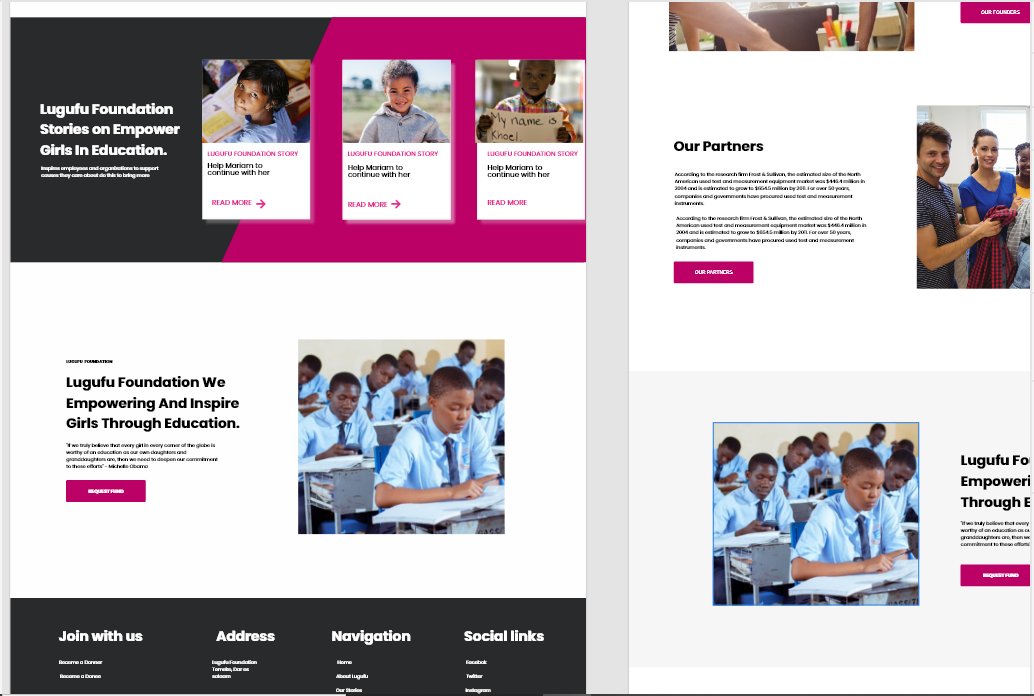 Lugufu Foundation
Stories on Empower
Girls In Education.
Inspires employees and organizations to support
causes they care about do this to bring more
LUGUFU FOUNDATION STORY
Help Mariam to
continue with her
READ MORE
LUGUFU FOUNDATION STORY
Help Mariam to
continue with her
READ MORE
My name is
Khoel
LUGUFU FOUNDATION STORY
Help Mariam to
continue with her
READ MORE
LUGUFU FOUNDATION
Lugufu Foundation We
Empowering And Inspire
Girls Through Education.
"If we truly believe that every girl in every corner of the globe is
worthy of an education as our own daughters and
granddaughters are, then we need to deepen our commitment
to these efforts" - Michelle Obama
REQUEST FUND
Join with us
Become a Donner
Become a Donee
Address
Lugufu Foundation
Temeke, Dar es
salaam
Navigation
Home
About Lugufu
Our Stories
Social links
Facebok
Twitter
Instagram
OUR FOUNDERS
Our Partners
According to the research firm Frost & Sullivan, the estimated size of the North
American used test and measurement equipment market was $446.4 million in
2004 and is estimated to grow to $654.5 million by 2011. For over 50 years,
companies and governments have procured used test and measurement
instruments.
According to the research firm Frost & Sullivan, the estimated size of the North
American used test and measurement equipment market was $446.4 million in
2004 and is estimated to grow to $654.5 million by 2011. For over 50 years,
companies and governments have procured used test and measurement
instruments.
OUR PARTNERS
Lugufu Fo
Empoweri
Through E
"If we truly believe that every
worthy of an education as ou
granddaughters are, then we
commitment to these efforts
REQUEST FUND